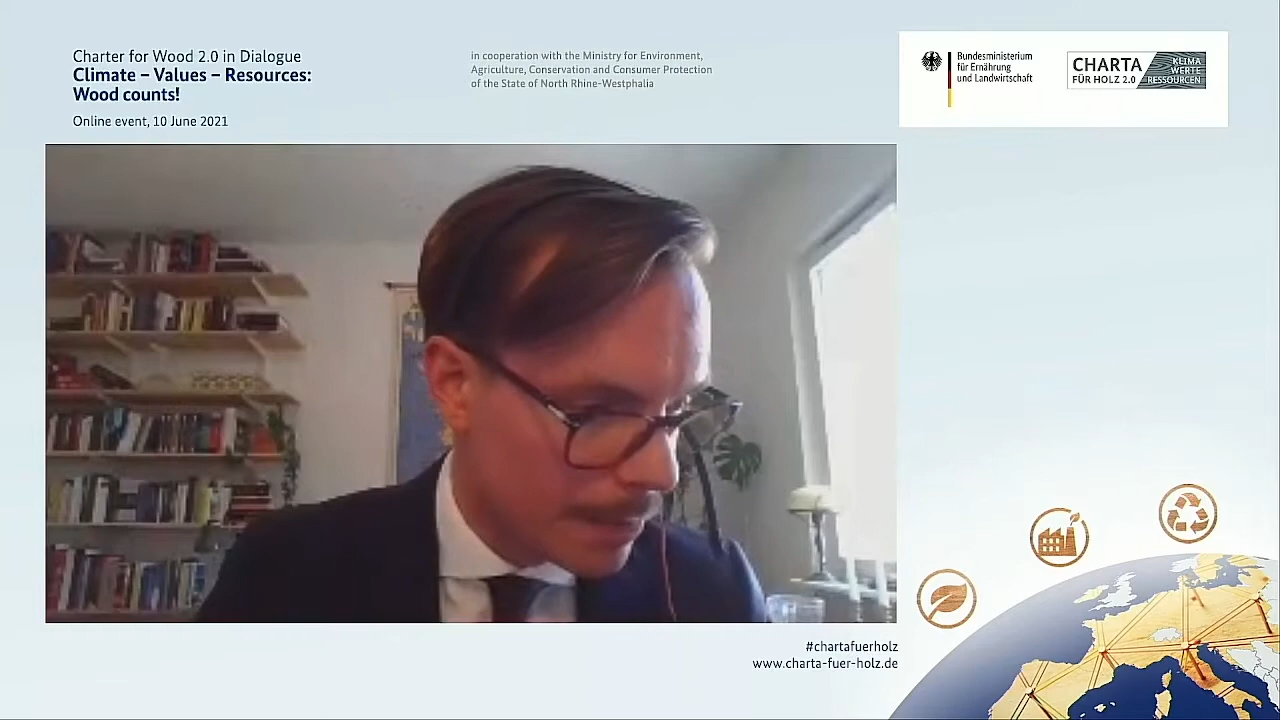 Charter for Wood 2.0 in Dialogue
Climate – Values – Resources:
Wood counts!
Online event, 10 June 2021
in cooperation with the Ministry for Environment,
Agriculture, Conservation and Consumer Protection
of the State of North Rhine-Westphalia
Bundesministerium
für Ernährung
und Landwirtschaft
CHARTA
FÜR HOLZ 2.0
KLIMA
WERTE
RESSOURCEN
#chartafuerholz
www.charta-fuer-holz.de